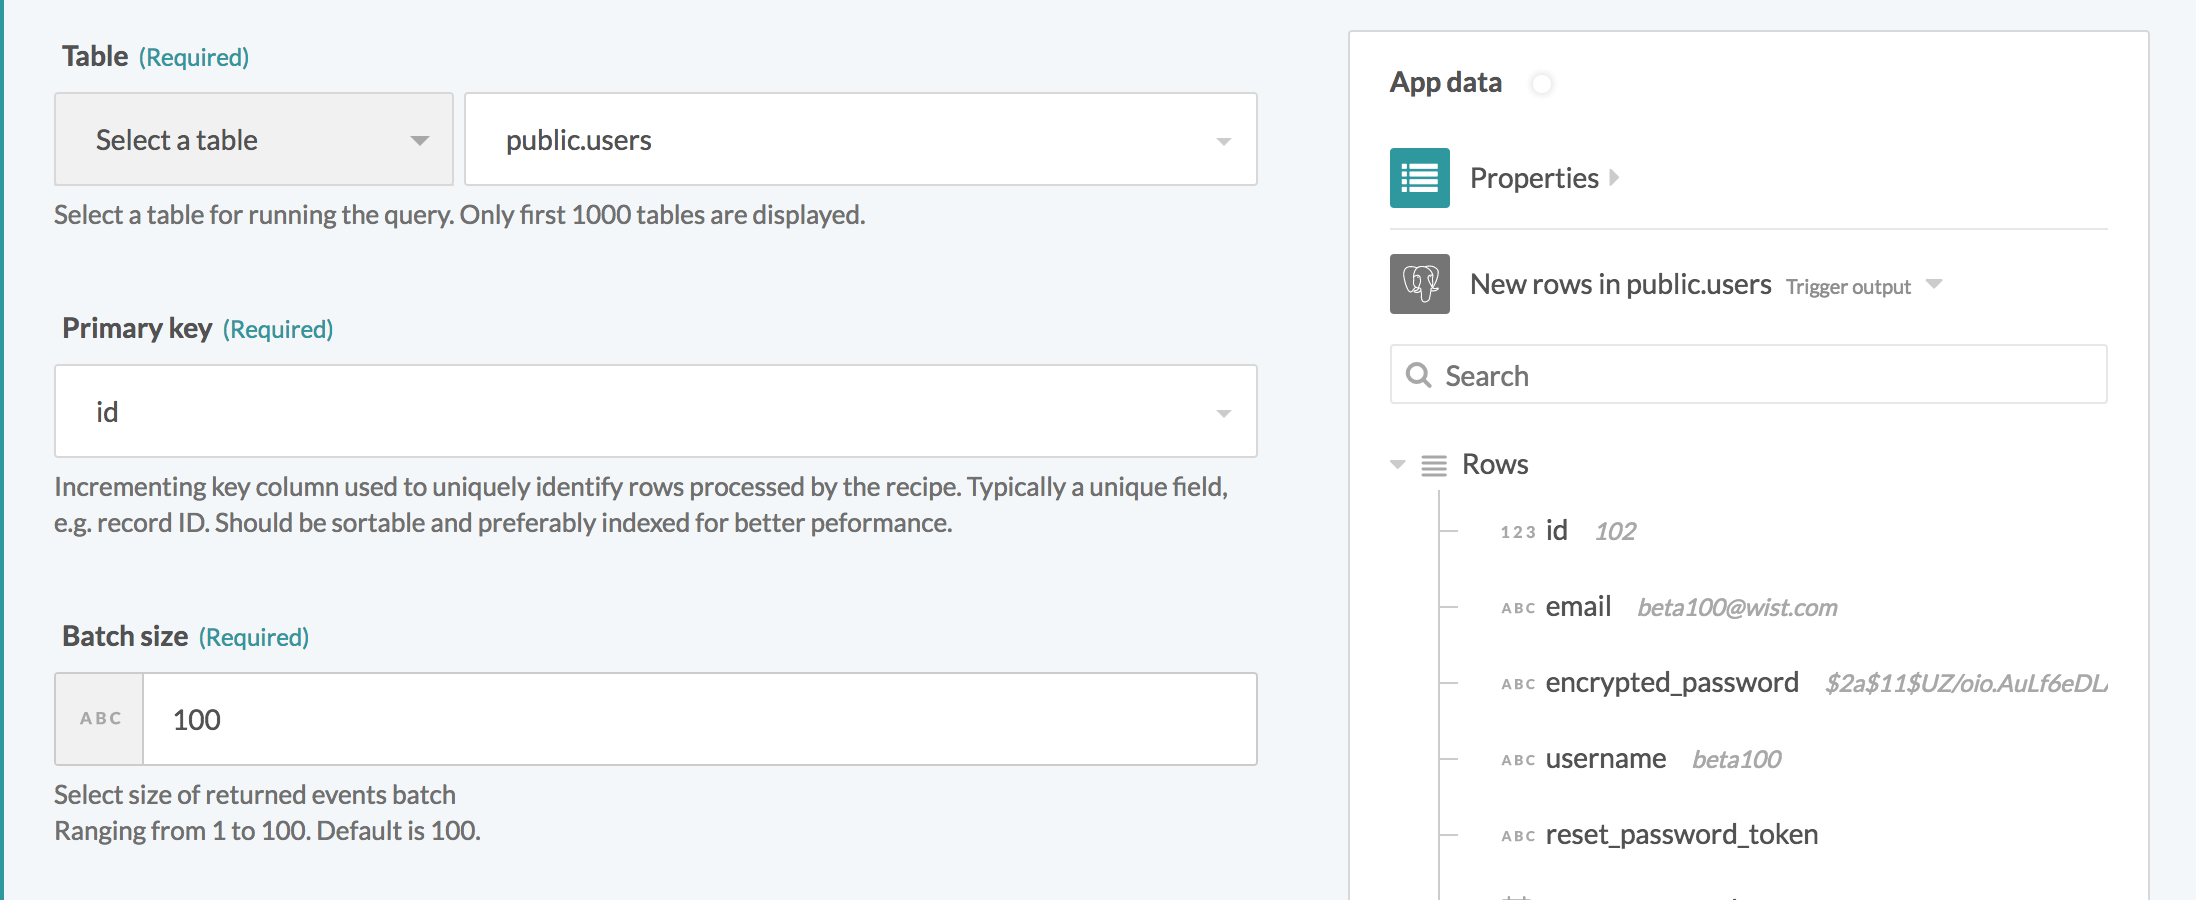 Table (Required)
Select a table
public.users
Select a table for running the query. Only first 1000 tables are displayed.
Primary key (Required)
id
Incrementing key column used to uniquely identify rows processed by the recipe. Typically a unique field,
e.g. record ID. Should be sortable and preferably indexed for better peformance.
Batch size (Required)
ABC
100
Select size of returned events batch
Ranging from 1 to 100. Default is 100.
App data
Properties
New rows in public.users Trigger output
Search
Rows
123 id 102
ABC email beta100@wist.com
ABC encrypted_password $2a$11$UZ/oio.AuLf6eDL
ABC username beta100
ABC reset_password_token